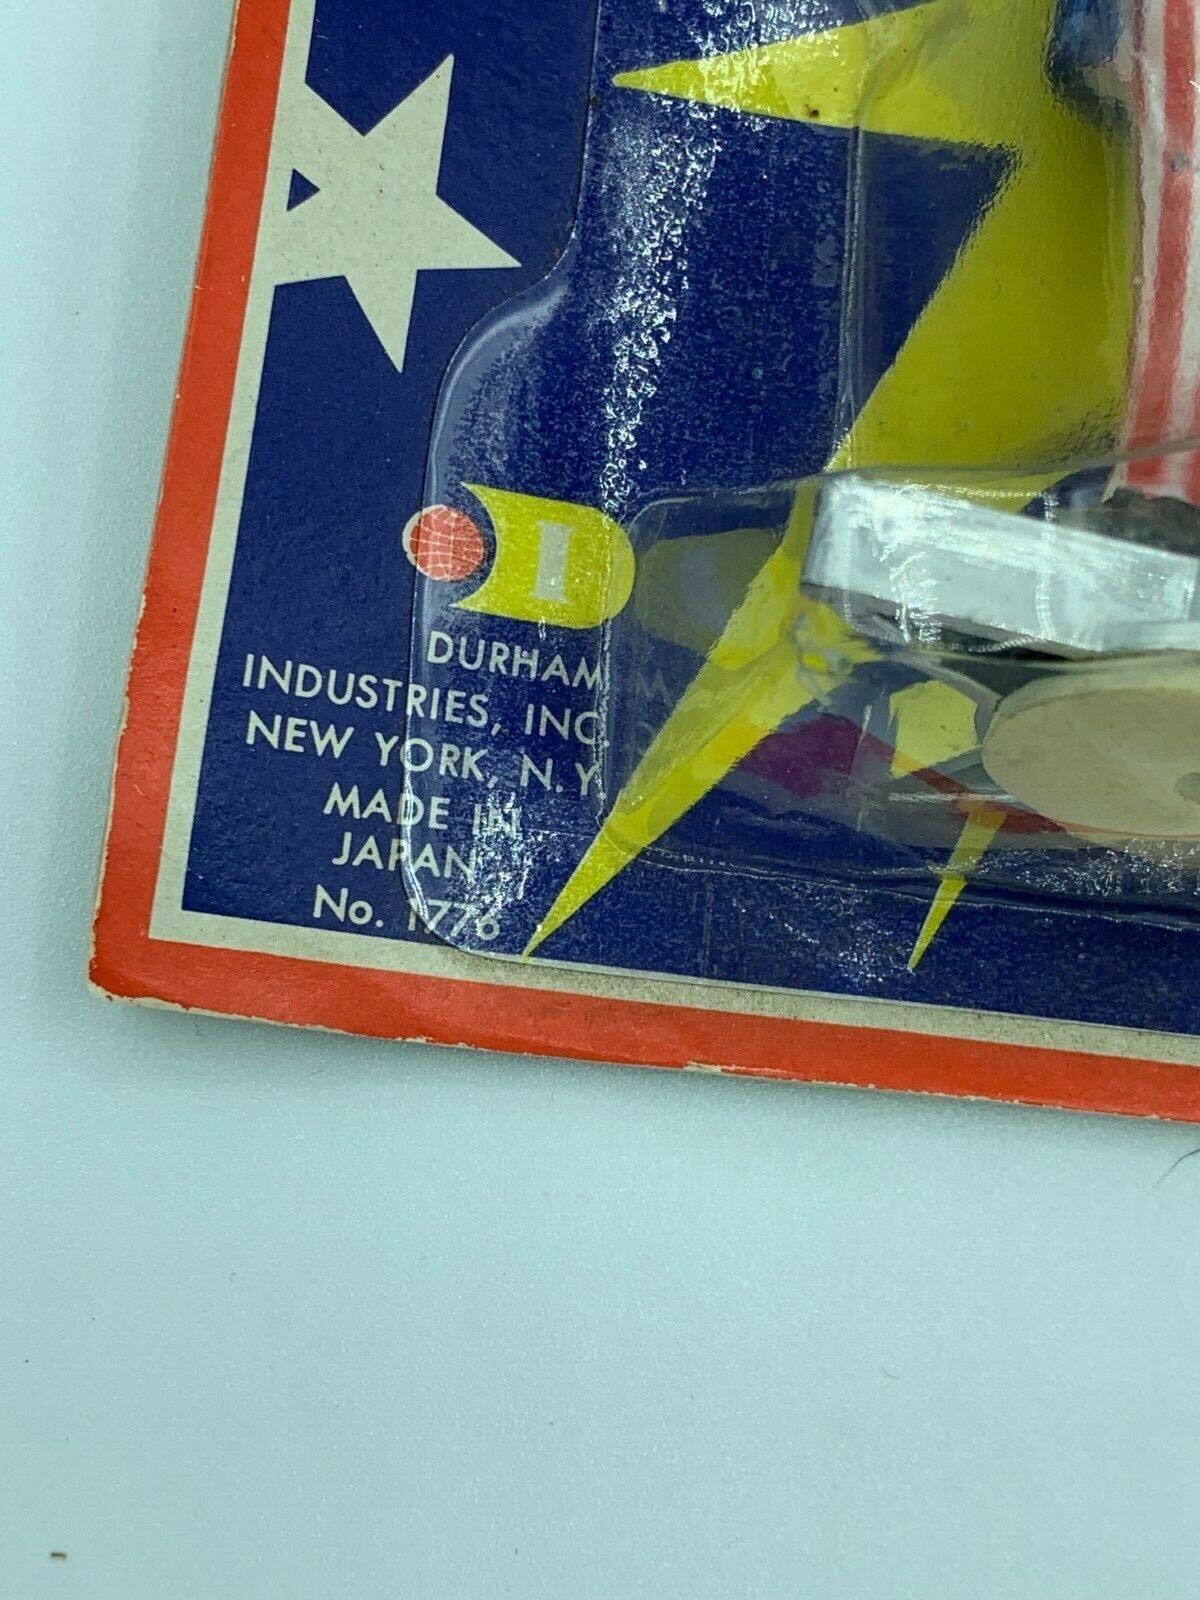 I
DURHAM
INDUSTRIES, INC.
NEW YORK, N.Y.
MADE IN
JAPAN
No. 1776